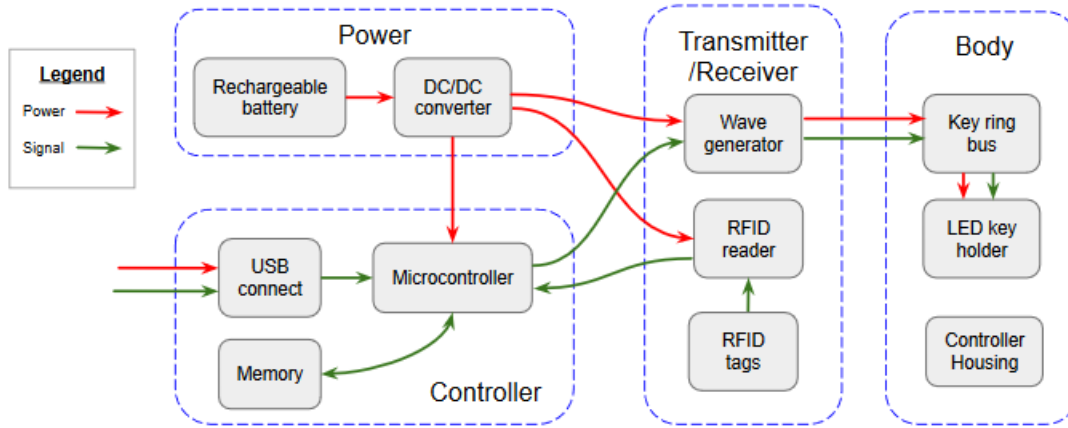 Legend
Power
Signal
Power
Rechargeable
battery
DC/DC
converter
Transmitter
/Receiver
Wave
generator
RFID
reader
RFID
tags
Body
Key ring
bus
LED key
holder
Controller
Housing
USB
connect
Microcontroller
Memory
Controller